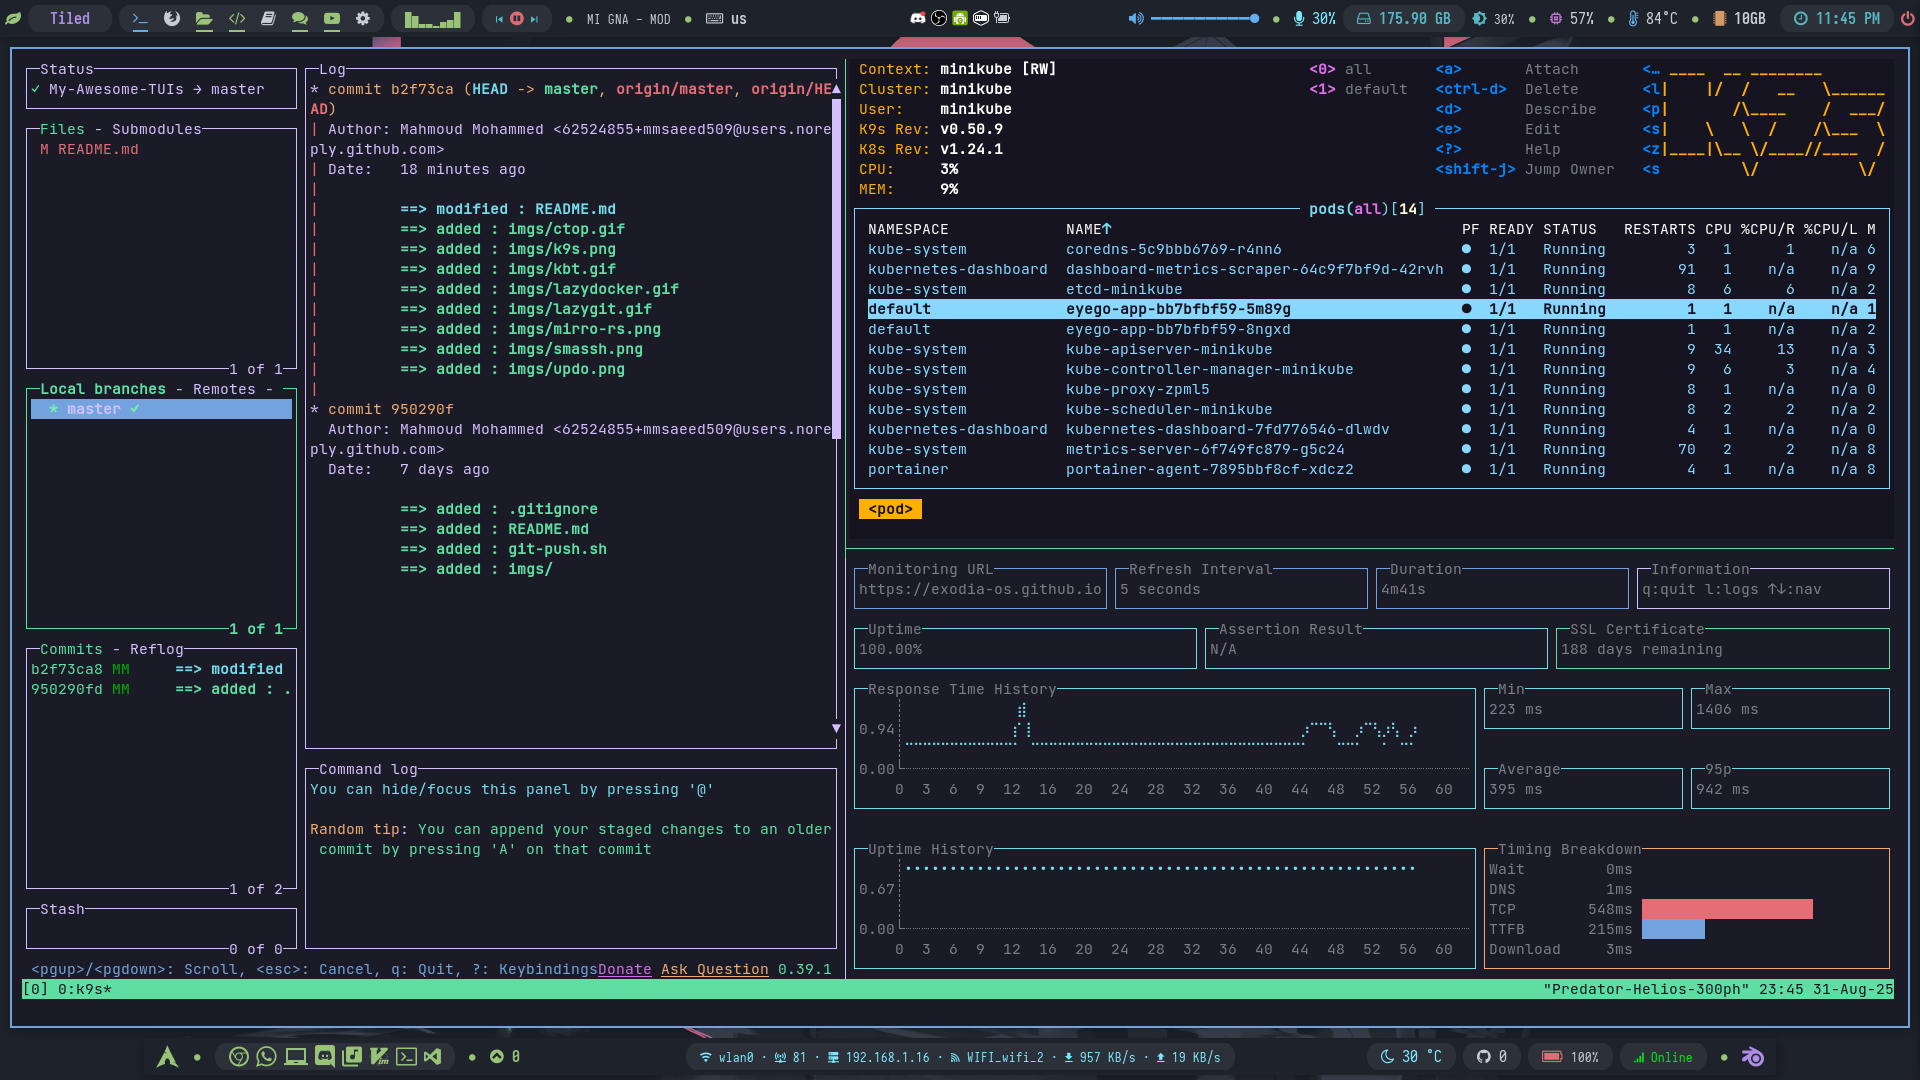 Tiled
MI GNA - MOD
us
30%
175.90 GB
30%
57%
84°C
10GB
11:45 PM
Status
✓ My-Awesome-TUIs → master
Files - Submodules
M README.md
1 of 1
Local branches - Remotes -
* master ✓
1 of 1
Commits - Reflog
b2f73ca8 MM ==> modified
950290fd MM ==> added : .
1 of 2
Stash
0 of 0
Log
* commit b2f73ca (HEAD -> master, origin/master, origin/HE
AD)
| Author: Mahmoud Mohammed <62524855+mmsaeed509@users.nore
ply.github.com>
| Date:   18 minutes ago
|
| ==> modified : README.md
| ==> added : imgs/ctop.gif
| ==> added : imgs/k9s.png
| ==> added : imgs/kbt.gif
| ==> added : imgs/lazydocker.gif
| ==> added : imgs/lazygit.gif
| ==> added : imgs/mirro-rs.png
| ==> added : imgs/smassh.png
| ==> added : imgs/updo.png
|
* commit 950290f
Author: Mahmoud Mohammed <62524855+mmsaeed509@users.nore
ply.github.com>
Date:   7 days ago
==> added : .gitignore
==> added : README.md
==> added : git-push.sh
==> added : imgs/
Command log
You can hide/focus this panel by pressing '@'
Random tip: You can append your staged changes to an older
commit by pressing 'A' on that commit
<pgup>/<pgdown>: Scroll, <esc>: Cancel, q: Quit, ?: Keybindings Donate Ask Question 0.39.1
Context: minikube [RW] <0> all <a> Attach <…
Cluster: minikube <1> default <ctrl-d> Delete <l
User: minikube <d> Describe <p
K9s Rev: v0.50.9 <e> Edit <s
K8s Rev: v1.24.1 <?> Help <z
CPU: 3% <shift-j> Jump Owner <s
MEM: 9%
pods(all)[14]
NAMESPACE NAME↑ PF READY STATUS RESTARTS CPU %CPU/R %CPU/L M
kube-system coredns-5c9bbb6769-r4nn6 ● 1/1 Running 3 1 1 n/a 6
kubernetes-dashboard dashboard-metrics-scraper-64c9f7bf9d-42rvh ● 1/1 Running 91 1 n/a n/a 9
kube-system etcd-minikube ● 1/1 Running 8 6 6 n/a 2
default eyego-app-bb7bfbf59-5m89g ● 1/1 Running 1 1 n/a n/a 1
default eyego-app-bb7bfbf59-8ngxd ● 1/1 Running 1 1 n/a n/a 2
kube-system kube-apiserver-minikube ● 1/1 Running 9 34 13 n/a 3
kube-system kube-controller-manager-minikube ● 1/1 Running 9 6 3 n/a 4
kube-system kube-proxy-zpml5 ● 1/1 Running 8 1 n/a n/a 0
kube-system kube-scheduler-minikube ● 1/1 Running 8 2 2 n/a 2
kubernetes-dashboard kubernetes-dashboard-7fd776546-dlwdv ● 1/1 Running 4 1 n/a n/a 0
kube-system metrics-server-6f749fc879-g5c24 ● 1/1 Running 70 2 2 n/a 8
portainer portainer-agent-7895bbf8cf-xdcz2 ● 1/1 Running 4 1 n/a n/a 8
<pod>
Monitoring URL
https://exodia-os.github.io
Refresh Interval
5 seconds
Duration
4m41s
Information
q:quit l:logs ↑↓:nav
Uptime
100.00%
Assertion Result
N/A
SSL Certificate
188 days remaining
Response Time History
0.94
0.00
0 3 6 9 12 16 20 24 28 32 36 40 44 48 52 56 60
Min
223 ms
Max
1406 ms
Average
395 ms
95p
942 ms
Uptime History
0.67
0.00
0 3 6 9 12 16 20 24 28 32 36 40 44 48 52 56 60
Timing Breakdown
Wait 0ms
DNS 1ms
TCP 548ms
TTFB 215ms
Download 3ms
[0] 0:k9s* "Predator-Helios-300ph" 23:45 31-Aug-25
0
wlan0 · 81 · 192.168.1.16 · WIFI_wifi_2 · 957 KB/s · 19 KB/s
30 °C
0
100%
Online